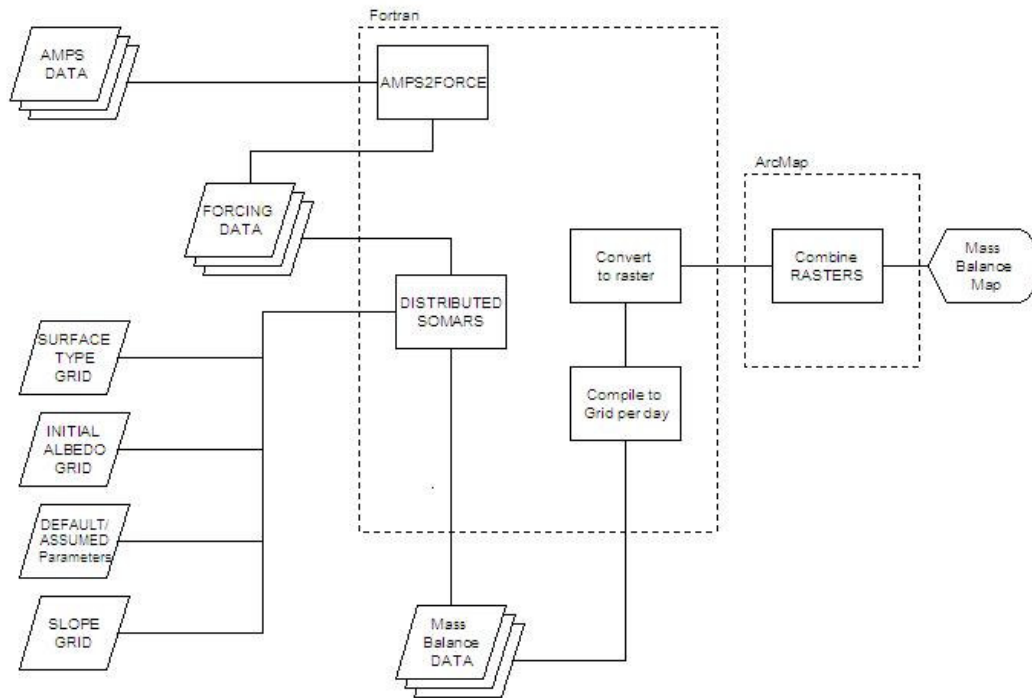 Fortran
AMPS
DATA
AMPS2FORCE
ArcMap
FORCING
DATA
Convert
to raster
Combine
RASTERS
Mass
Balance
Map
DISTRIBUTED
SOMARS
SURFACE
TYPE
GRID
Compile to
Grid per day
INITIAL
ALBEDO
GRID
DEFAULT/
ASSUMED
Parameters
SLOPE
GRID
Mass
Balance
DATA